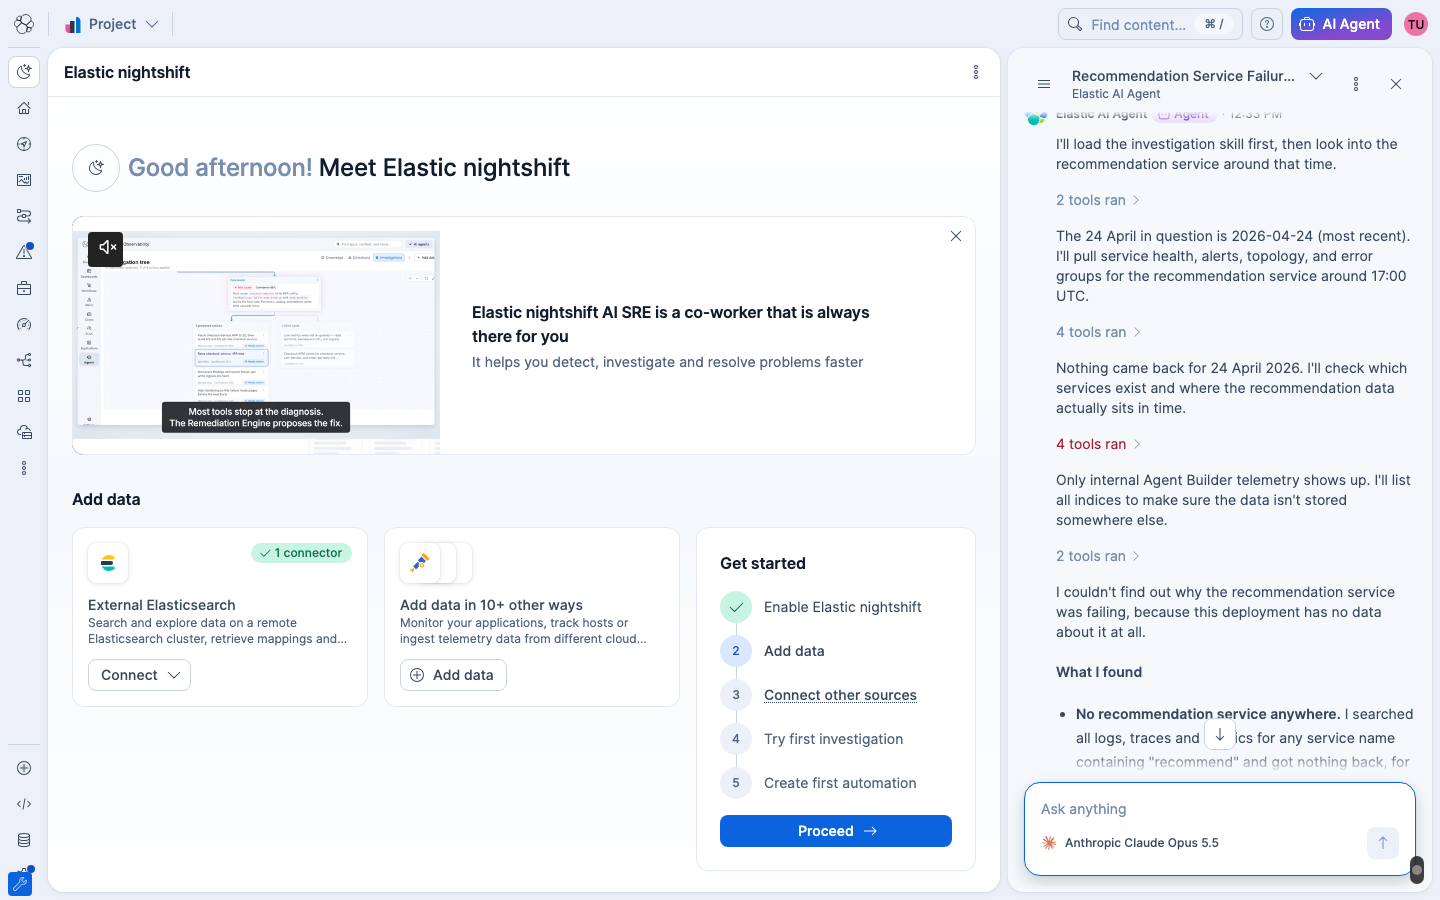 Project
Find content...
⌘ /
AI Agent
TU
Elastic nightshift
Good afternoon! Meet Elastic nightshift
Observability
Most tools stop at the diagnosis.
The Remediation Engine proposes the fix.
Elastic nightshift AI SRE is a co-worker that is always
there for you
It helps you detect, investigate and resolve problems faster
Add data
1 connector
External Elasticsearch
Search and explore data on a remote
Elasticsearch cluster, retrieve mappings and...
Connect
Add data in 10+ other ways
Monitor your applications, track hosts or
ingest telemetry data from different cloud...
Add data
Get started
Enable Elastic nightshift
2
Add data
3
Connect other sources
4
Try first investigation
5
Create first automation
Proceed
Recommendation Service Failur...
Elastic AI Agent
Elastic AI Agent
Agent
· 12:33 PM
I'll load the investigation skill first, then look into the
recommendation service around that time.
2 tools ran
The 24 April in question is 2026-04-24 (most recent).
I'll pull service health, alerts, topology, and error
groups for the recommendation service around 17:00
UTC.
4 tools ran
Nothing came back for 24 April 2026. I'll check which
services exist and where the recommendation data
actually sits in time.
4 tools ran
Only internal Agent Builder telemetry shows up. I'll list
all indices to make sure the data isn't stored
somewhere else.
2 tools ran
I couldn't find out why the recommendation service
was failing, because this deployment has no data
about it at all.
What I found
• No recommendation service anywhere. I searched
all logs, traces and ics for any service name
containing "recommend" and got nothing back, for
Ask anything
Anthropic Claude Opus 5.5